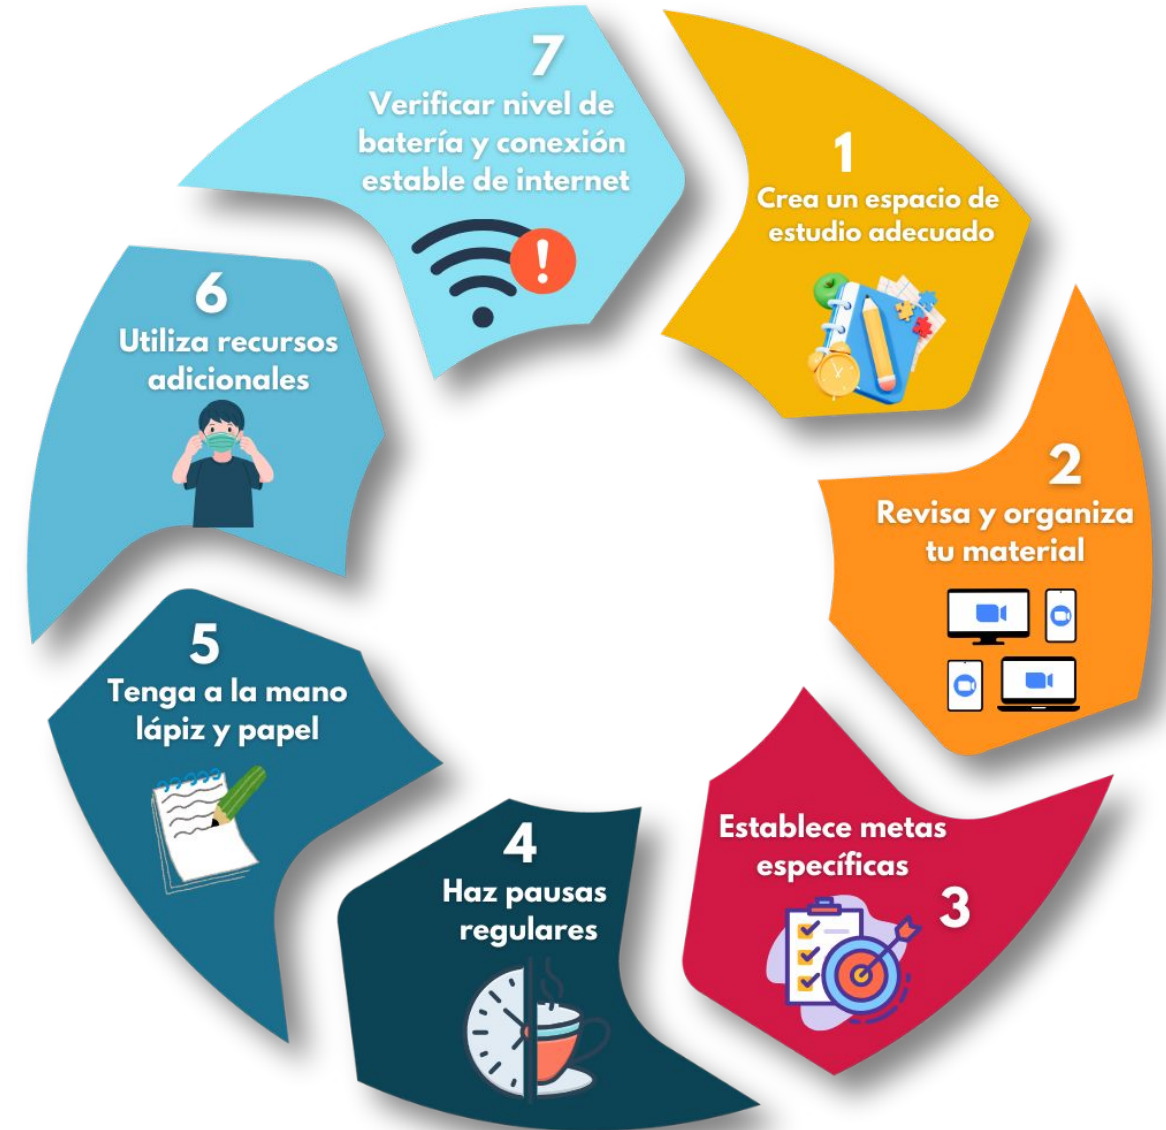 1
Crea un espacio de
estudio adecuado
2
Revisa y organiza
tu material
Establece metas
específicas
3
4
Haz pausas
regulares
5
Tenga a la mano
lápiz y papel
6
Utiliza recursos
adicionales
7
Verificar nivel de
batería y conexión
estable de internet
!